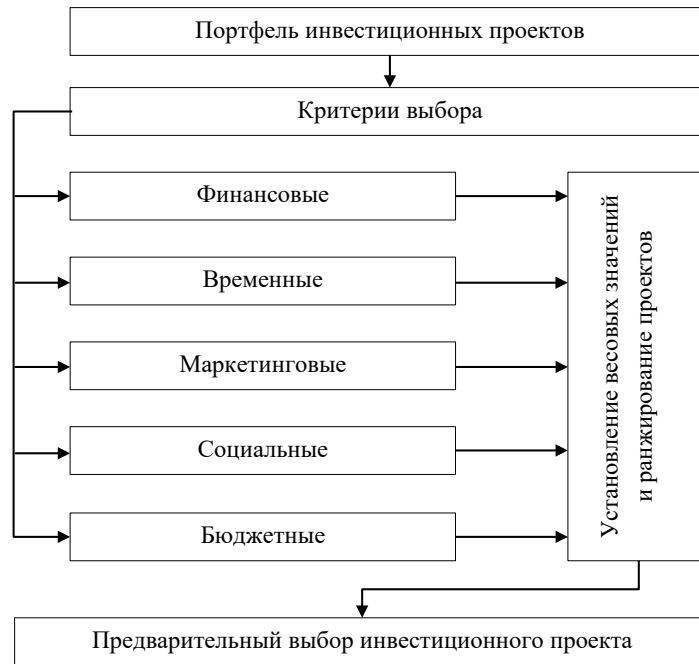 Портфель инвестиционных проектов
Критерии выбора
Финансовые
Временные
Маркетинговые
Социальные
Бюджетные
Установление весовых значений
и ранжирование проектов
Предварительный выбор инвестиционного проекта